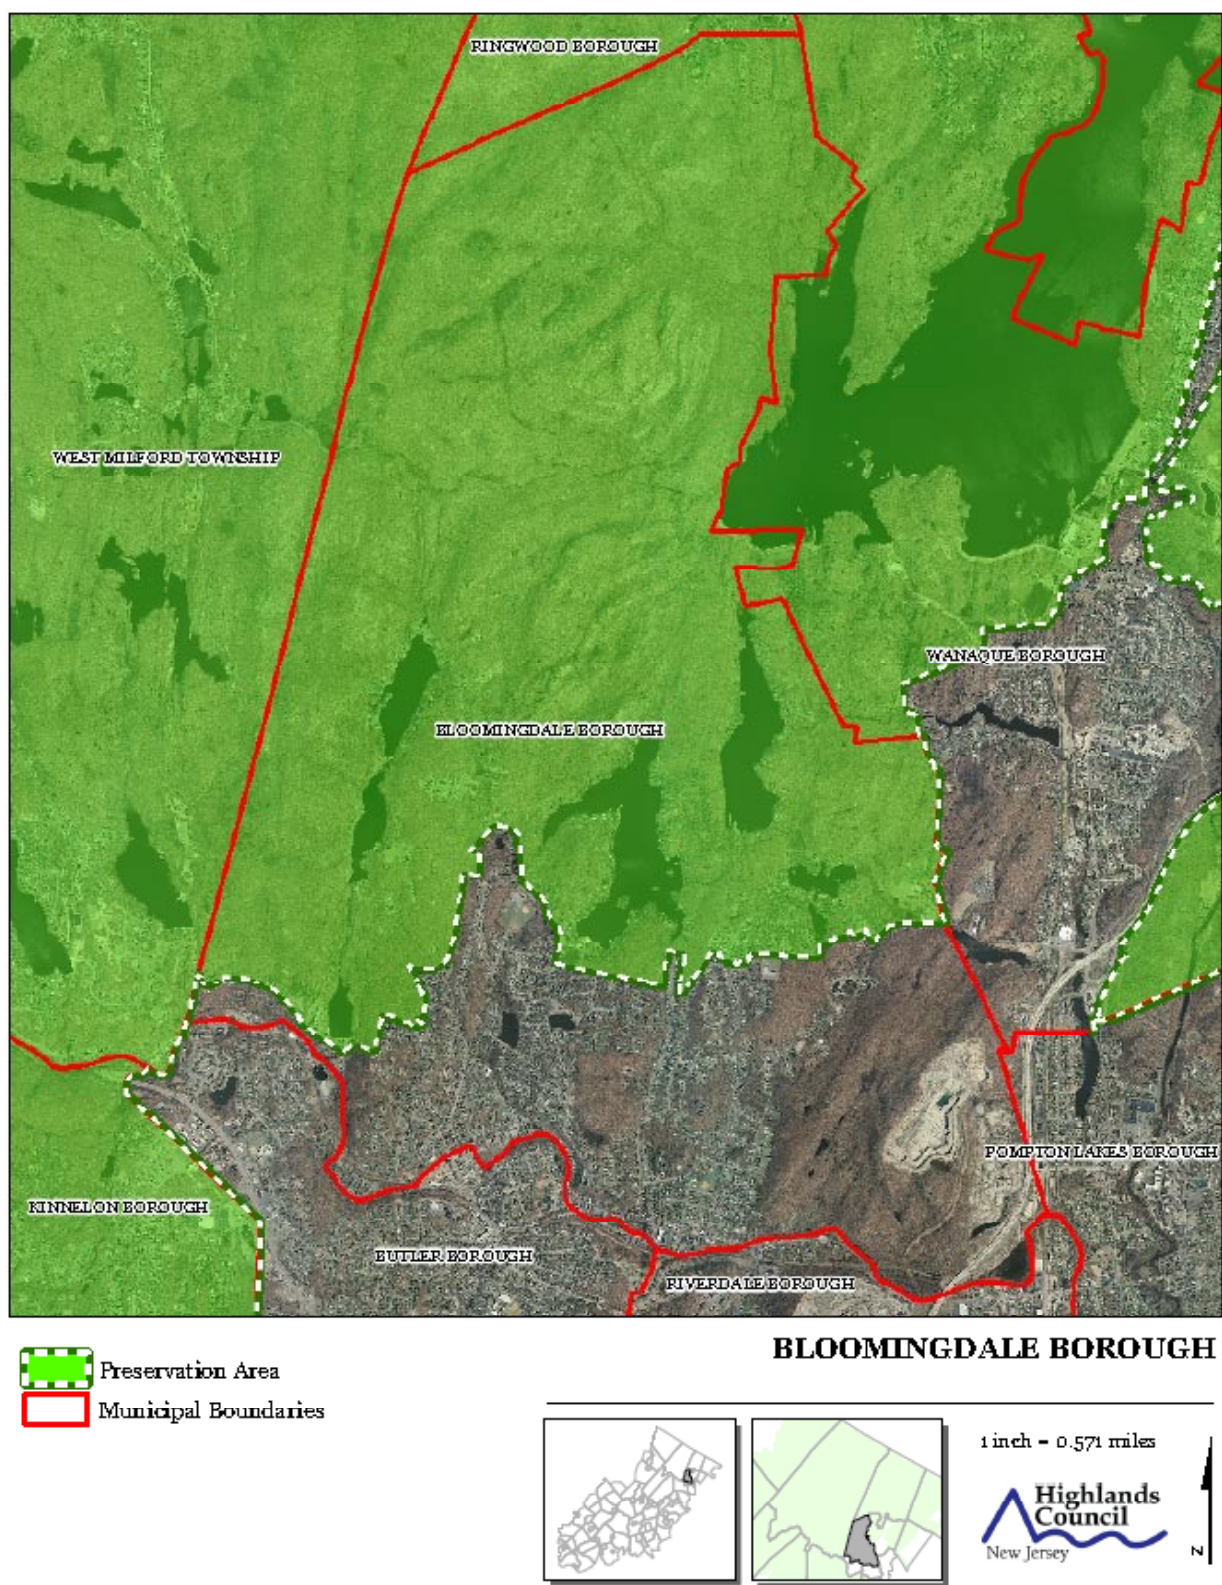 RINGWOOD BOROUGH
WEST MILFORD TOWNSHIP
WANAQUE BOROUGH
BLOOMINGDALE BOROUGH
POMPTON LAKES BOROUGH
KINNELON BOROUGH
BUTLER BOROUGH
RIVERDALE BOROUGH
BLOOMINGDALE BOROUGH
Preservation Area
Municipal Boundaries
1 inch = 0.571 miles
Highlands
Council
New Jersey
N